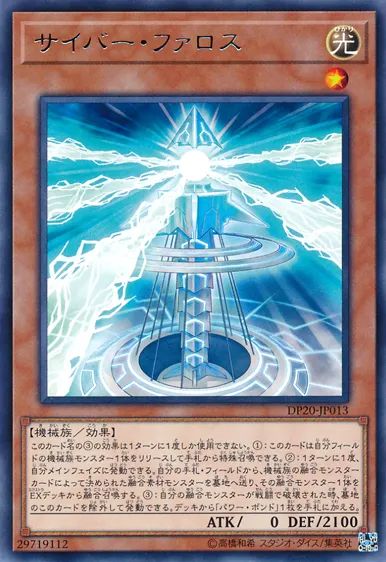 サイバー・ファロス
ひかり
光
DP20-JP013
【機械族／効果】
このカード名の③の効果は1ターンに1度しか使用できない。①：このカードは自分フィール
ドの機械族モンスター1体をリリースして手札から特殊召喚できる。②：1ターンに1度、
自分メインフェイズに発動できる。自分の手札・フィールドから、機械族の融合モンスター
カードによって決められた融合素材モンスターを墓地へ送り、その融合モンスター1体を
EXデッキから融合召喚する。③：自分の融合モンスターが戦闘で破壊された時、墓地
のこのカードを除外して発動できる。デッキから「パワー・ボンド」1枚を手札に加える。
ATK/ 0 DEF/2100
29719112 ©高橋和希 スタジオ・ダイス/集英社